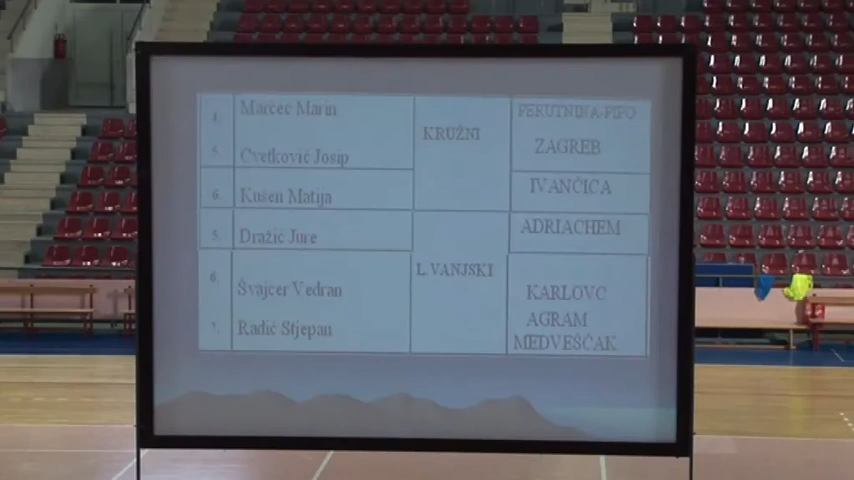 4. Marčec Marin PERUTNINA-PIPO
KRUŽNI
5. Cvetković Josip ZAGREB
6. Kušen Matija IVANČICA
5. Dražić Jure ADRIACHEM
L.VANJSKI
6. Švajcer Vedran KARLOVC
7. Radić Stjepan AGRAM
MEDVEŠČAK